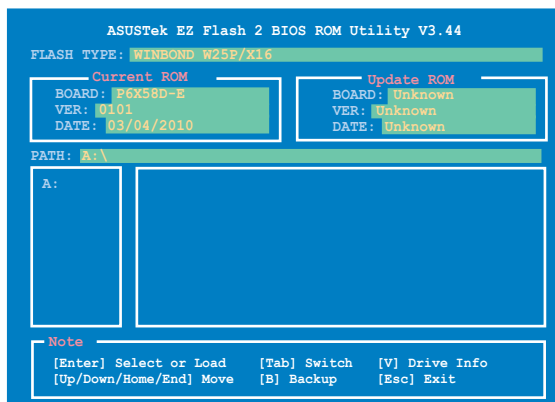 ASUSTek EZ Flash 2 BIOS ROM Utility V3.44
FLASH TYPE: WINBOND W25P/X16
Current ROM
BOARD: P6X58D-E
VER: 0101
DATE: 03/04/2010
Update ROM
BOARD: Unknown
VER: Unknown
DATE: Unknown
PATH: A:\
A:
Note
[Enter] Select or Load [Tab] Switch [V] Drive Info
[Up/Down/Home/End] Move [B] Backup [Esc] Exit